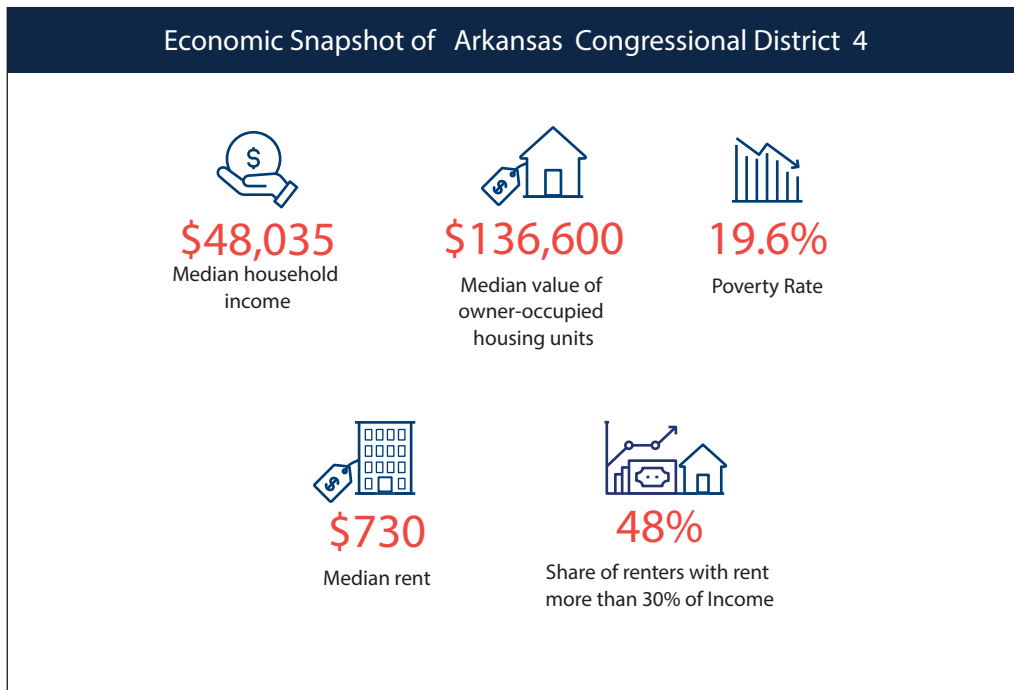 Economic Snapshot of Arkansas Congressional District 4
$
$
$48,035
$136,600
19.6%
Median household
income
Median value of
owner-occupied
housing units
Poverty Rate
$
$730
48%
Median rent
Share of renters with rent
more than 30% of Income